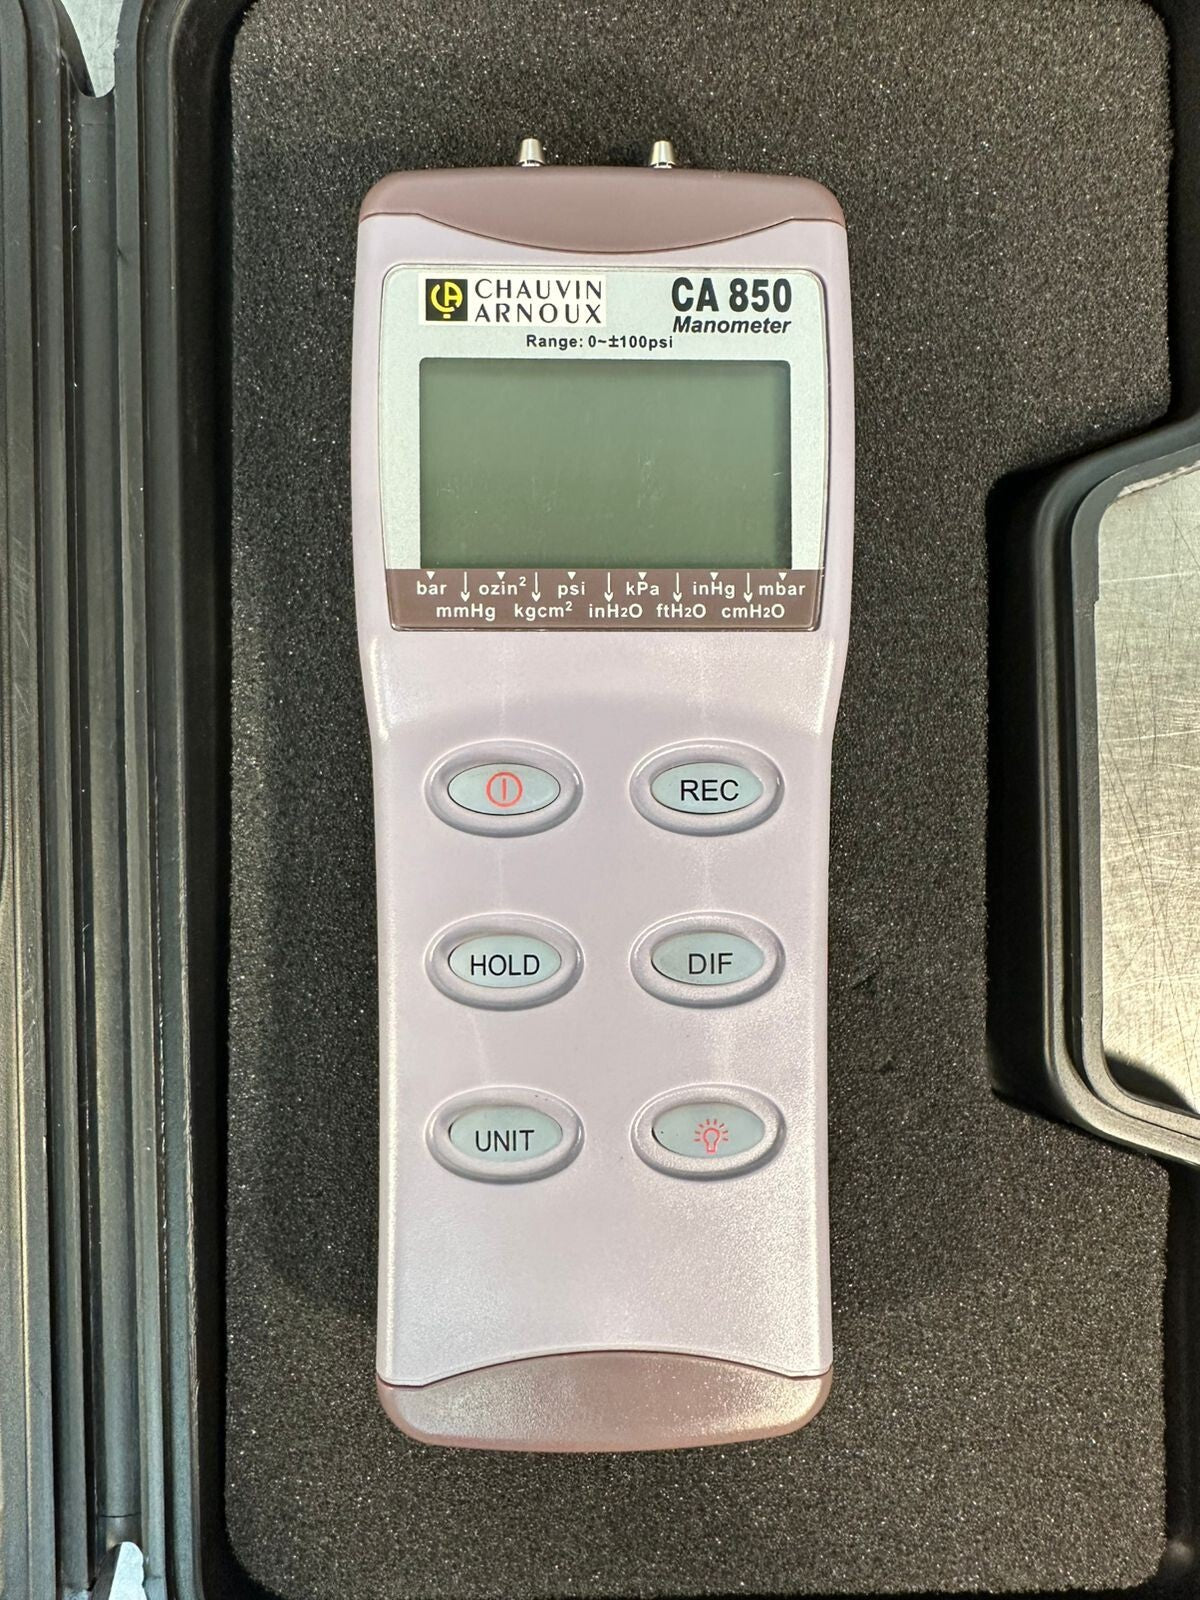 CHAUVIN
ARNOUX
CA 850
Manometer
Range: 0~±100psi
bar ozin² psi kPa inHg mbar
mmHg kgcm² inH2O ftH2O cmH2O
REC
HOLD DIF
UNIT